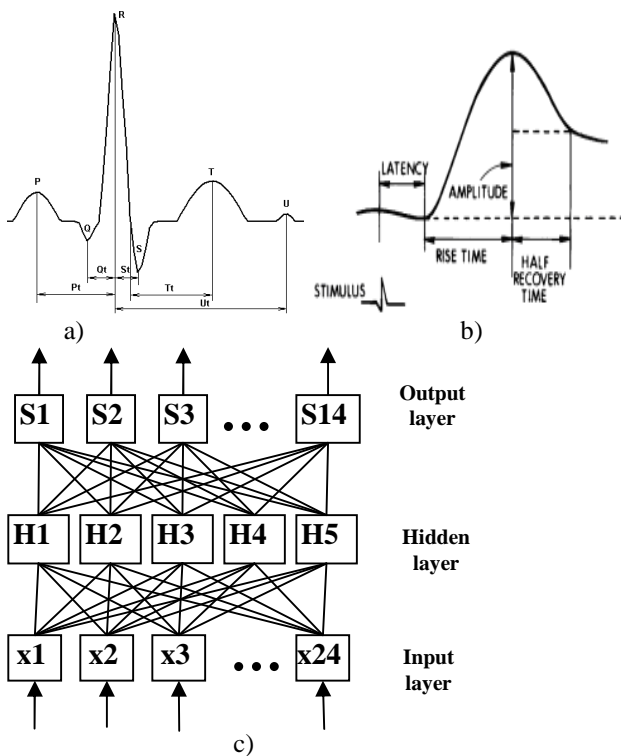 R
P
T
U
Q
S
Qt
St
Pt
Tt
Ut
a)
LATENCY
AMPLITUDE
RISE TIME
HALF
RECOVERY
TIME
STIMULUS
b)
S1 S2 S3 ... S14
Output
layer
H1 H2 H3 H4 H5
Hidden
layer
x1 x2 x3 ... x24
Input
layer
c)